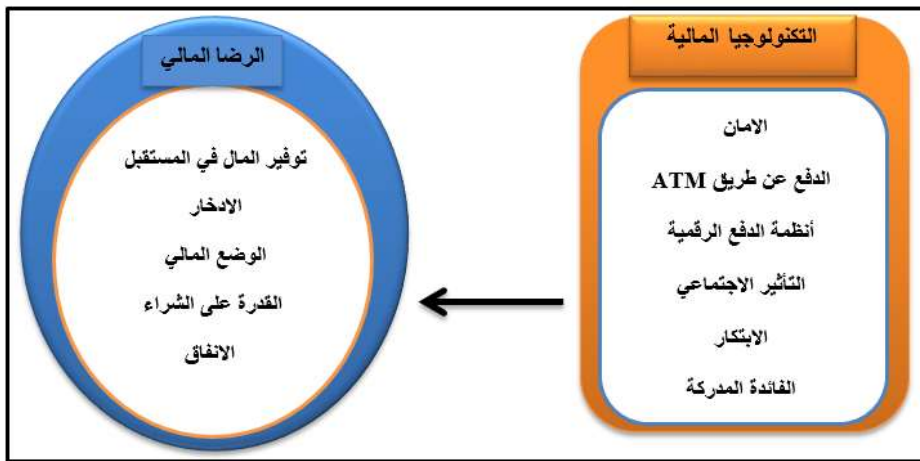 التكنولوجيا المالية
الامان
الدفع عن طريق ATM
أنظمة الدفع الرقمية
التأثير الاجتماعي
الابتكار
الفائدة المدركة
الرضا المالي
توفير المال في المستقبل
الادخار
الوضع المالي
القدرة على الشراء
الانفاق